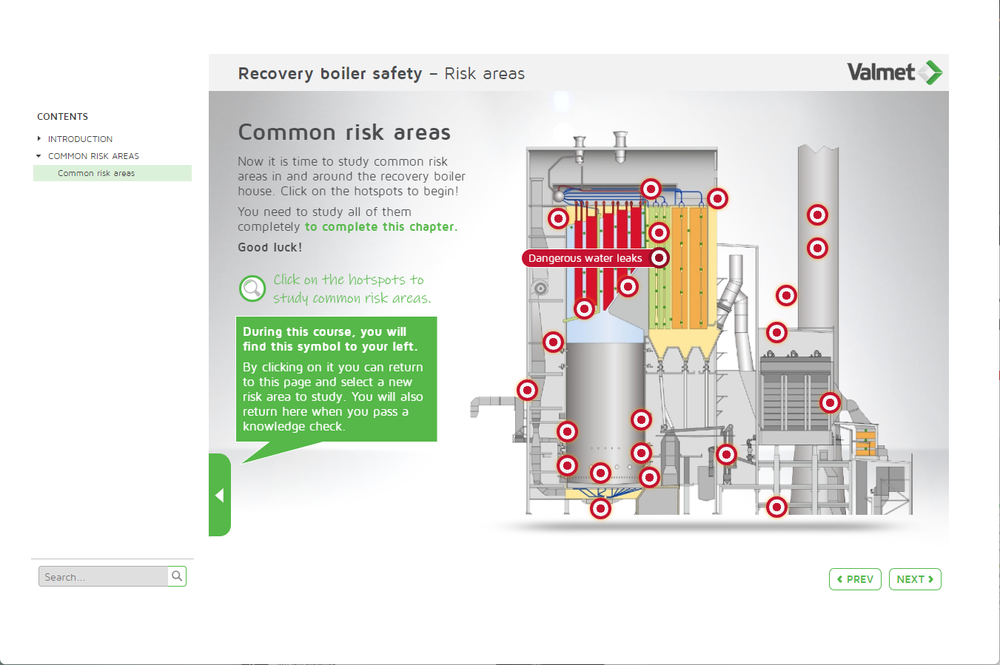 Recovery boiler safety – Risk areas
Valmet
CONTENTS
INTRODUCTION
COMMON RISK AREAS
Common risk areas
Common risk areas
Now it is time to study common risk
areas in and around the recovery boiler
house. Click on the hotspots to begin!
You need to study all of them
completely to complete this chapter.
Good luck!
Click on the hotspots to
study common risk areas.
During this course, you will
find this symbol to your left.
By clicking on it you can return
to this page and select a new
risk area to study. You will also
return here when you pass a
knowledge check.
Dangerous water leaks
Search...
PREV
NEXT